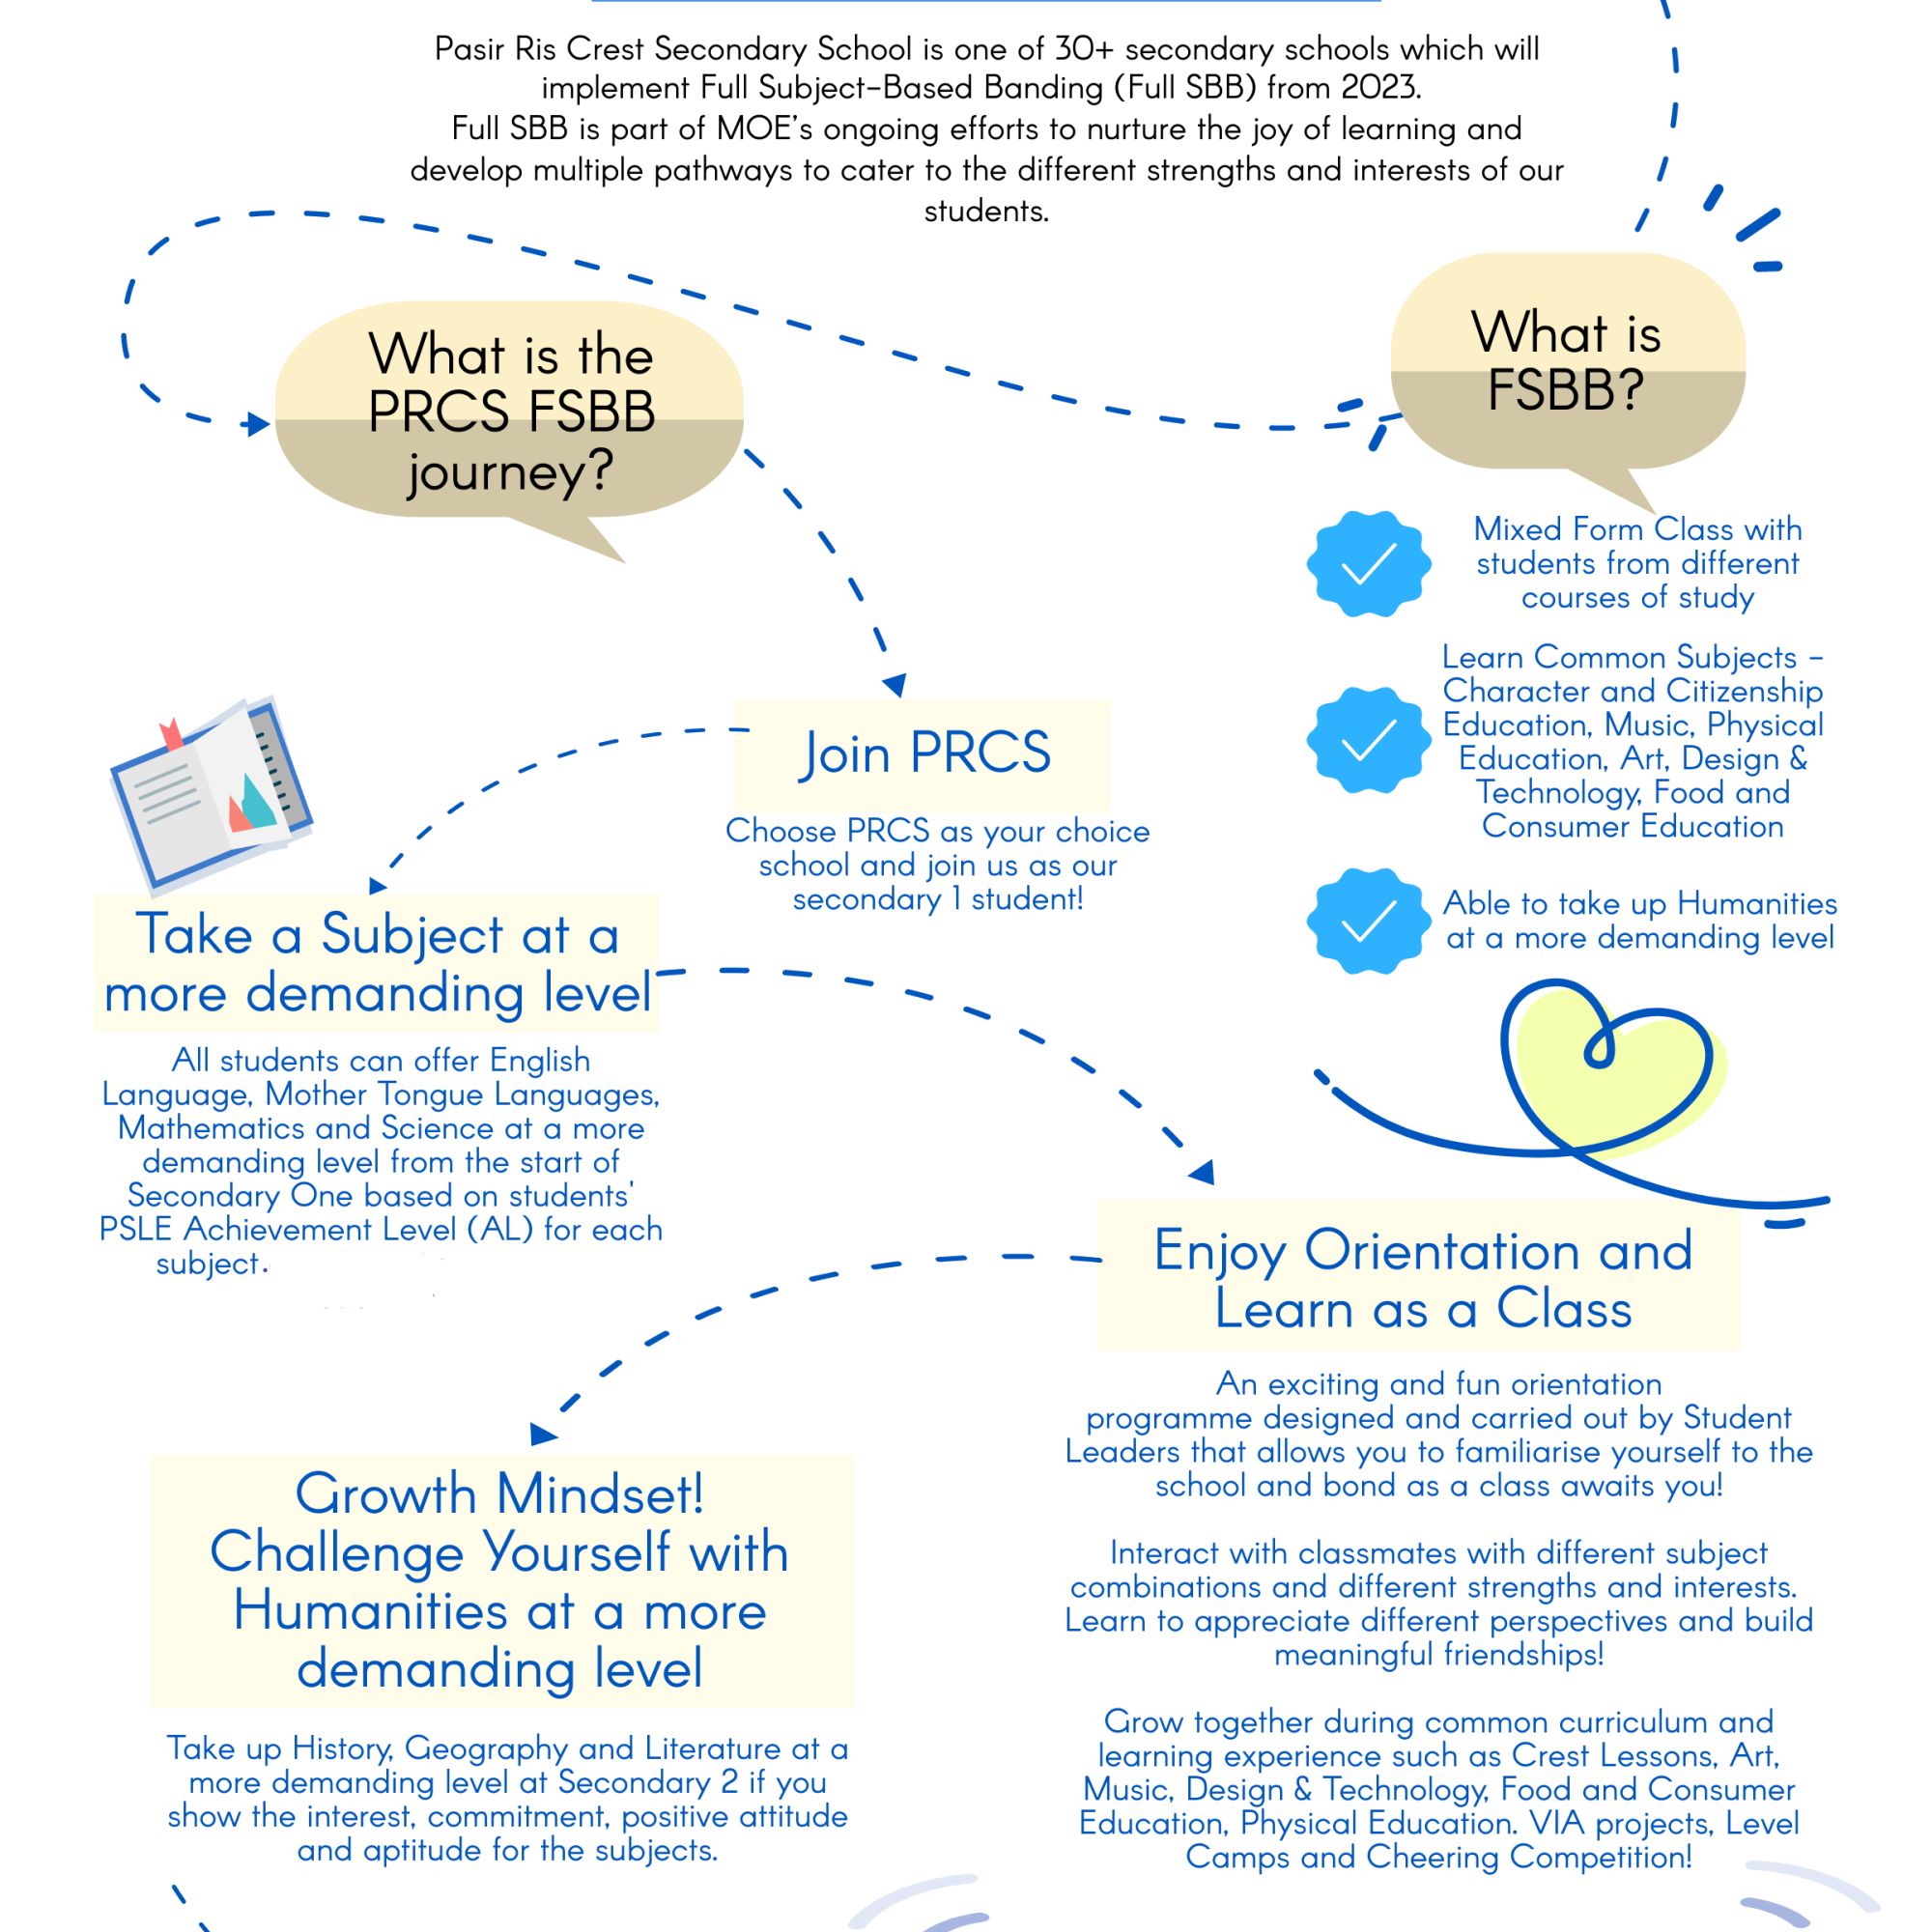 Pasir Ris Crest Secondary School is one of 30+ secondary schools which will
implement Full Subject-Based Banding (Full SBB) from 2023.
Full SBB is part of MOE's ongoing efforts to nurture the joy of learning and
develop multiple pathways to cater to the different strengths and interests of our
students.
What is
FSBB?
Mixed Form Class with
students from different
courses of study
Learn Common Subjects -
Character and Citizenship
Education, Music, Physical
Education, Art, Design &
Technology, Food and
Consumer Education
Able to take up Humanities
at a more demanding level
What is the
PRCS FSBB
journey?
Join PRCS
Choose PRCS as your choice
school and join us as our
secondary 1 student!
Take a Subject at a
more demanding level
All students can offer English
Language, Mother Tongue Languages,
Mathematics and Science at a more
demanding level from the start of
Secondary One based on students'
PSLE Achievement Level (AL) for each
subject.
Enjoy Orientation and
Learn as a Class
An exciting and fun orientation
programme designed and carried out by Student
Leaders that allows you to familiarise yourself to the
school and bond as a class awaits you!
Interact with classmates with different subject
combinations and different strengths and interests.
Learn to appreciate different perspectives and build
meaningful friendships!
Grow together during common curriculum and
learning experience such as Crest Lessons, Art,
Music, Design & Technology, Food and Consumer
Education, Physical Education. VIA projects, Level
Camps and Cheering Competition!
Growth Mindset!
Challenge Yourself with
Humanities at a more
demanding level
Take up History, Geography and Literature at a
more demanding level at Secondary 2 if you
show the interest, commitment, positive attitude
and aptitude for the subjects.